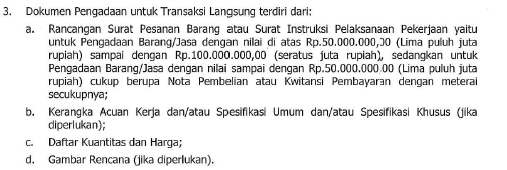 3. Dokumen Pengadaan untuk Transaksi Langsung terdiri dari:
a. Rancangan Surat Pesanan Barang atau Surat Instruksi Pelaksanaan Pekerjaan yaitu
untuk Pengadaan Barang/Jasa dengan nilai di atas Rp.50.000.000,00 (Lima puluh juta
rupiah) sampai dengan Rp.100.000.000,00 (seratus juta rupiah), sedangkan untuk
Pengadaan Barang/Jasa dengan nilai sampai dengan Rp.50.000.000.00 (Lima puluh juta
rupiah) cukup berupa Nota Pembelian atau Kwitansi Pembayaran dengan meterai
secukupnya;
b. Kerangka Acuan Kerja dan/atau Spesifikasi Umum dan/atau Spesifikasi Khusus (jika
diperlukan);
c. Daftar Kuantitas dan Harga;
d. Gambar Rencana (jika diperlukan).